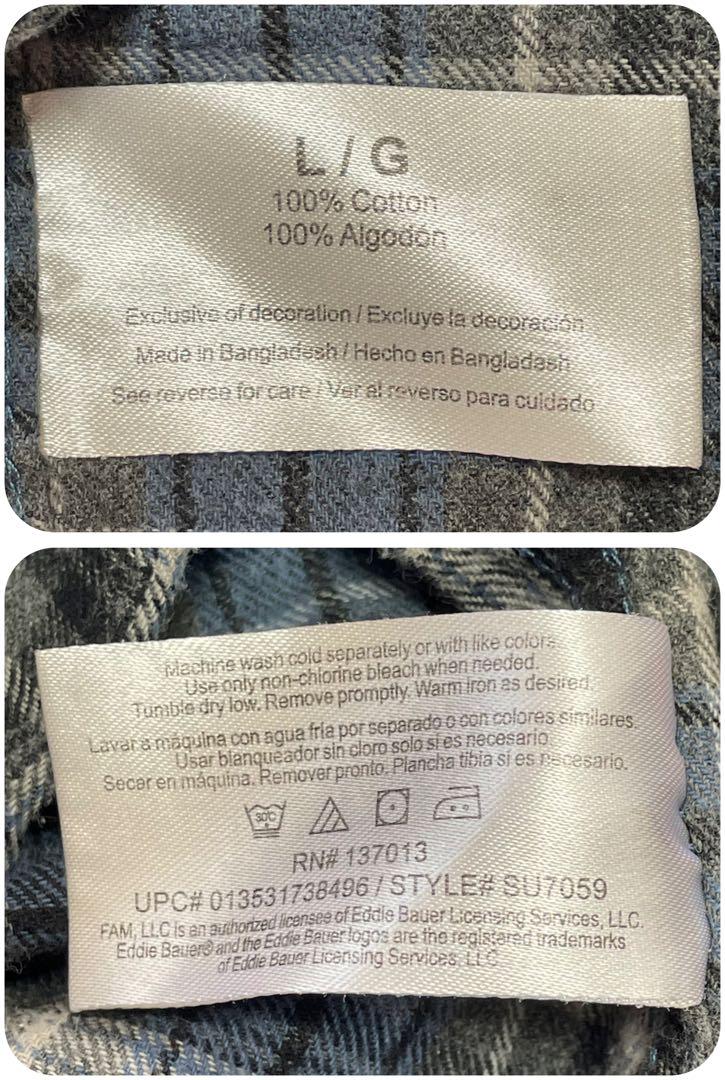 L / G
100% Cotton
100% Algodón
Exclusive of decoration / Excluye la decoración
Made in Bangladesh / Hecho en Bangladash
See reverse for care / Ver al reverso para cuidado
Machine wash cold separately or with like colors.
Use only non-chlorine bleach when needed.
Tumble dry low. Remove promptly. Warm iron as desired.
Lavar a máquina con agua fria por separado o con colores similares.
Usar blanqueador sin cloro solo si es necesario.
Secar en máquina. Remover pronto. Plancha tibia si es necesario.
30°C
RN# 137013
UPC# 013531738496 / STYLE# SU7059
FAM, LLC is an authorized licensee of Eddie Bauer Licensing Services, LLC.
Eddie Bauer® and the Eddie Bauer logos are the registered trademarks
of Eddie Bauer Licensing Services, LLC